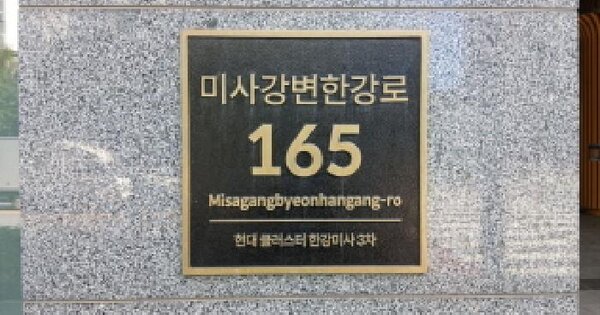 미사강변한강로
165
Misagangbyeonhangang-ro
현대 클러스터 한강미사 3차